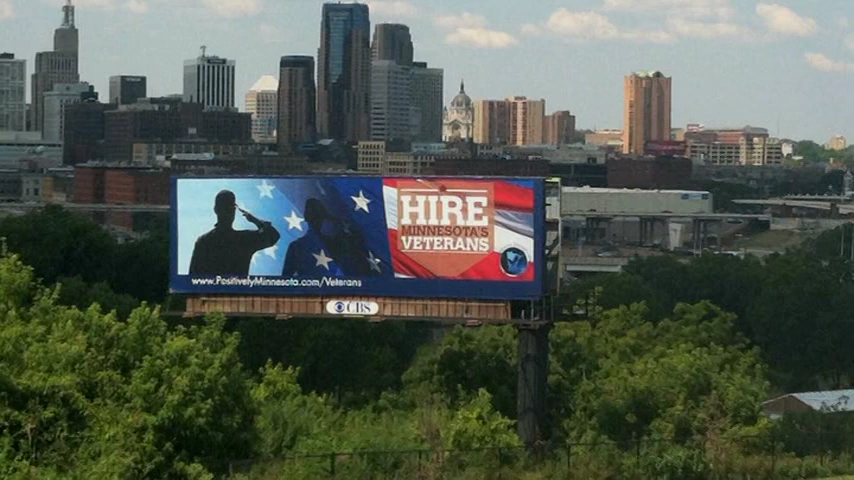 HIRE
MINNESOTA'S
VETERANS
www.PositivelyMinnesota.com/Veterans
CBS